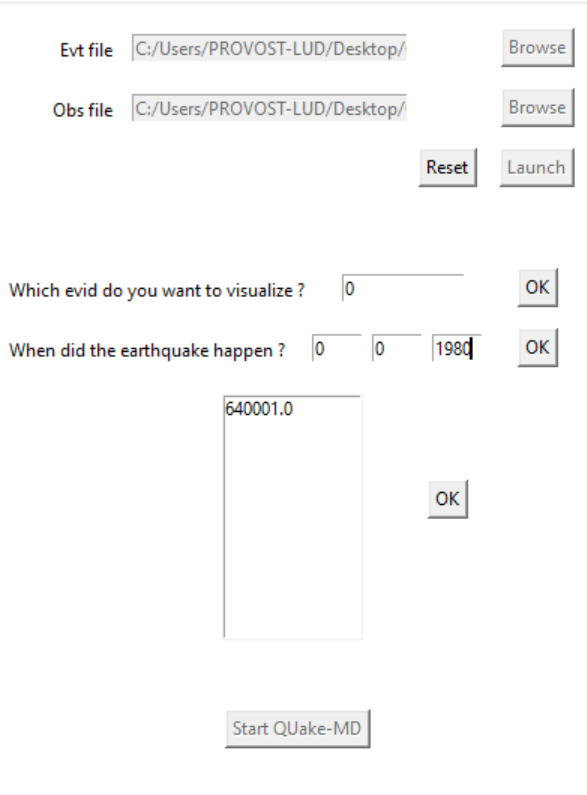 Evt file C:/Users/PROVOST-LUD/Desktop/ Browse
Obs file C:/Users/PROVOST-LUD/Desktop/ Browse
Reset Launch
Which evid do you want to visualize ? 0 OK
When did the earthquake happen ? 0 0 1980 OK
640001.0
OK
Start QUake-MD